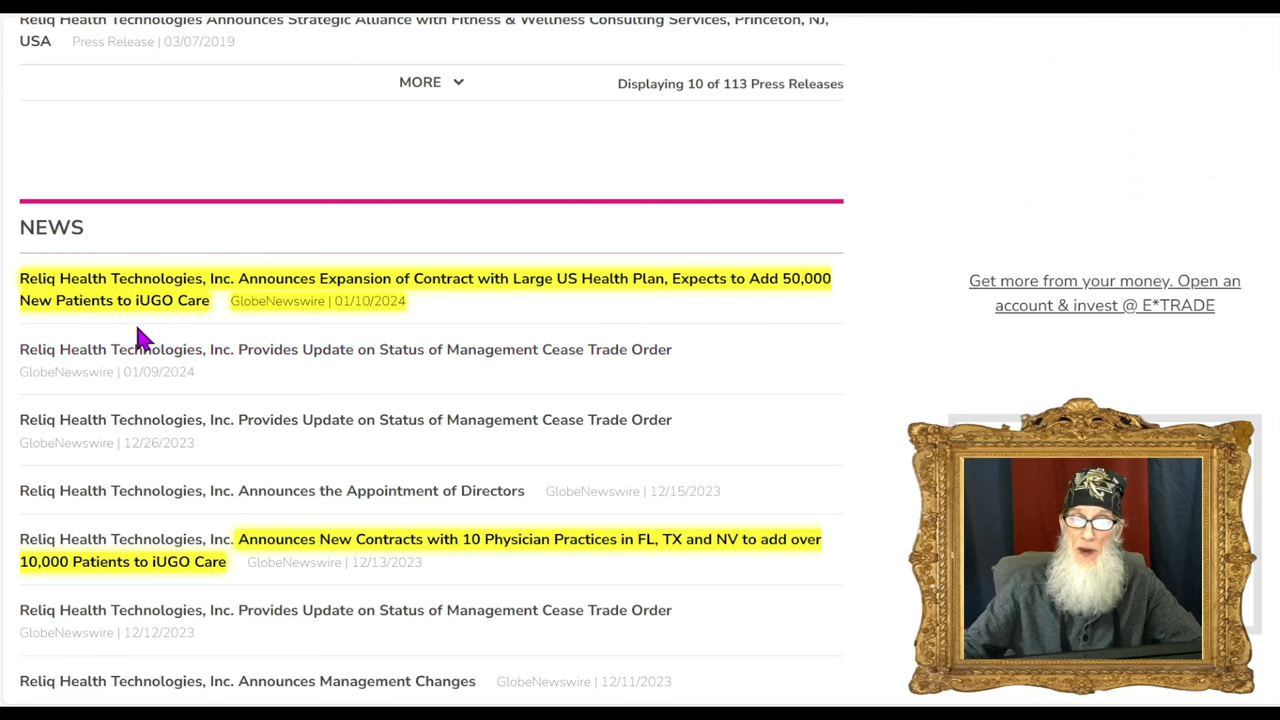 Reliq Health Technologies Announces Strategic Alliance with Fitness & Wellness Consulting Services, Princeton, NJ,
USA Press Release | 03/07/2019
MORE
Displaying 10 of 113 Press Releases
NEWS
Reliq Health Technologies, Inc. Announces Expansion of Contract with Large US Health Plan, Expects to Add 50,000
New Patients to iUGO Care GlobeNewswire | 01/10/2024
Reliq Health Technologies, Inc. Provides Update on Status of Management Cease Trade Order
GlobeNewswire | 01/09/2024
Reliq Health Technologies, Inc. Provides Update on Status of Management Cease Trade Order
GlobeNewswire | 12/26/2023
Reliq Health Technologies, Inc. Announces the Appointment of Directors GlobeNewswire | 12/15/2023
Reliq Health Technologies, Inc. Announces New Contracts with 10 Physician Practices in FL, TX and NV to add over
10,000 Patients to iUGO Care GlobeNewswire | 12/13/2023
Reliq Health Technologies, Inc. Provides Update on Status of Management Cease Trade Order
GlobeNewswire | 12/12/2023
Reliq Health Technologies, Inc. Announces Management Changes GlobeNewswire | 12/11/2023
Get more from your money. Open an
account & invest @ E*TRADE